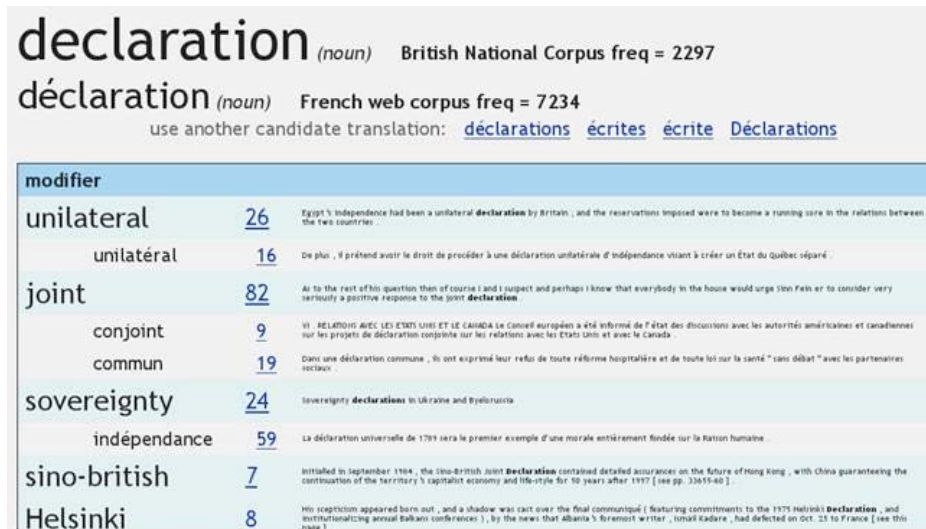 declaration (noun) British National Corpus freq = 2297
déclaration (noun) French web corpus freq = 7234
use another candidate translation: déclarations écrites écrite Déclarations
modifier
unilateral 26 Egypt 's independence had been a unilateral declaration by Britain , and the reservations imposed were to become a running sore in the relations between
the two countries .
unilatéral 16 De plus , il prétend avoir le droit de procéder à une déclaration unilatérale d' indépendance visant à créer un État du Québec séparé .
joint 82 As to the rest of his question then of course I and I suspect and perhaps I know that everybody in the house would urge Sinn Fein er to consider very
seriously a positive response to the joint declaration .
conjoint 9 VI . RELATIONS AVEC LES ETATS UNIS ET LE CANADA Le Conseil européen a été informé de l' état des discussions avec les autorités américaines et canadiennes
sur les projets de déclaration conjointe sur les relations avec les Etats Unis et avec le Canada .
commun 19 Dans une déclaration commune , ils ont exprimé leur refus de toute réforme hospitalière et de toute loi sur la santé " sans débat " avec les partenaires
sociaux .
sovereignty 24 Sovereignty declarations in Ukraine and Byelorussia
indépendance 59 La déclaration universelle de 1789 sera le premier exemple d' une morale entièrement fondée sur la Raison humaine .
sino-british 7 Initialled in September 1984 , the Sino-British Joint Declaration contained detailed assurances on the future of Hong Kong , with China guaranteeing the
continuation of the territory 's capitalist economy and life-style for 50 years after 1997 [ see pp. 33655-60 ] .
Helsinki 8 His scepticism appeared born out , and a shadow was cast over the final communiqué ( featuring commitments to the 1975 Helsinki Declaration , and
institutionalizing annual Balkans conferences ) , by the news that Albania 's foremost writer , Ismail Kadare , had defected on Oct. 25 to France [ see this
page ] .